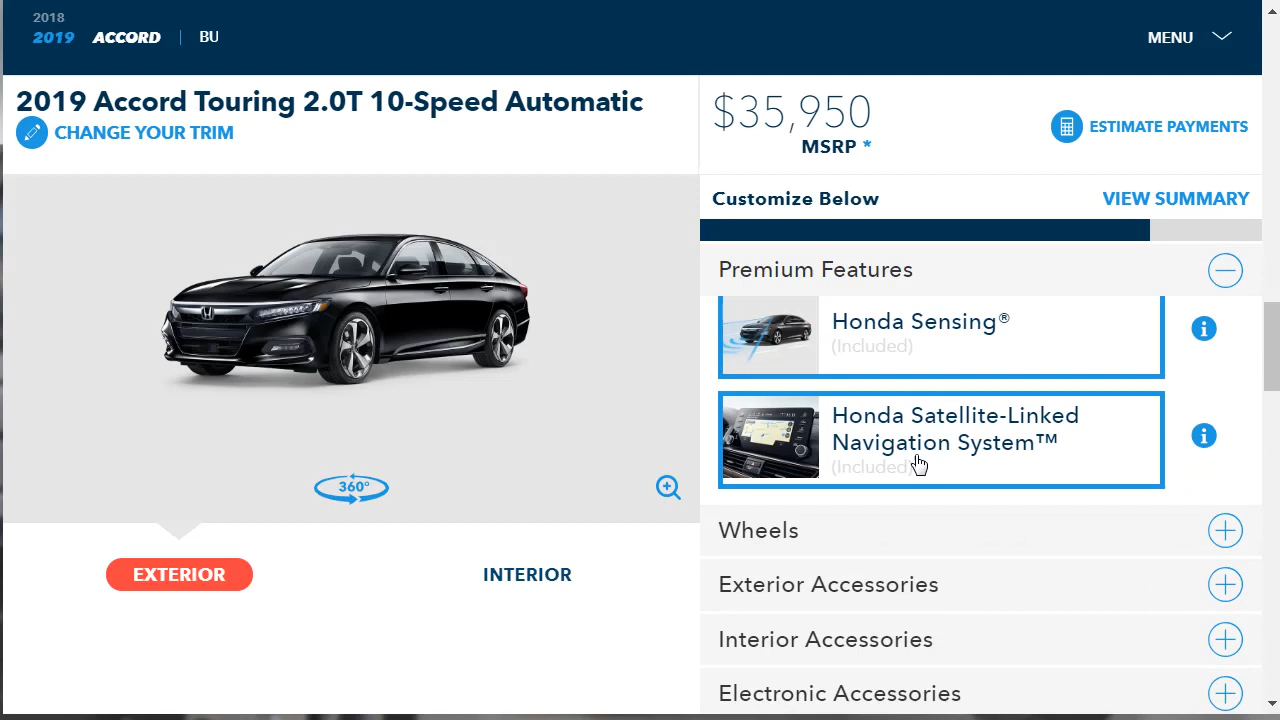 2018
2019 ACCORD | BU
MENU
2019 Accord Touring 2.0T 10-Speed Automatic
CHANGE YOUR TRIM
$35,950
MSRP *
ESTIMATE PAYMENTS
Customize Below
VIEW SUMMARY
Premium Features
Honda Sensing®
(Included)
Honda Satellite-Linked
Navigation System™
(Included)
360°
Wheels
EXTERIOR
INTERIOR
Exterior Accessories
Interior Accessories
Electronic Accessories